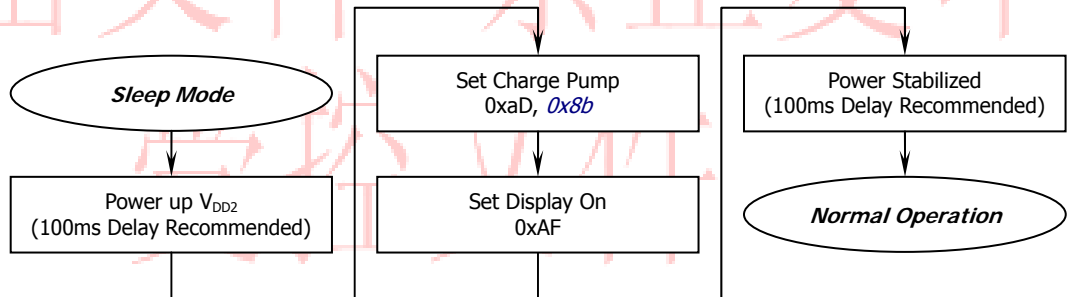 Sleep Mode
Power up VDD2
(100ms Delay Recommended)
Set Charge Pump
0xaD, 0x8b
Set Display On
0xAF
Power Stabilized
(100ms Delay Recommended)
Normal Operation